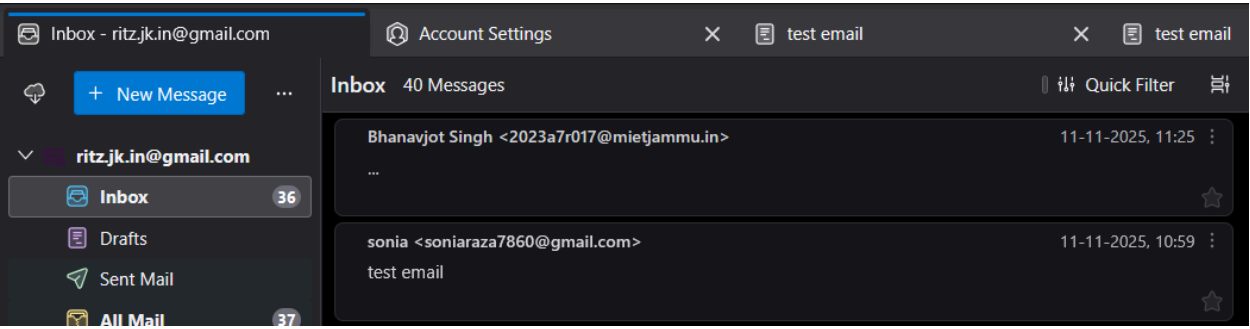 Inbox - ritz.jk.in@gmail.com
Account Settings
test email
test email
+ New Message
...
Inbox 40 Messages
Quick Filter
Bhanavjot Singh <2023a7r017@mietjammu.in> 11-11-2025, 11:25
...
ritz.jk.in@gmail.com
Inbox 36
Drafts
sonia <soniaraza7860@gmail.com> 11-11-2025, 10:59
test email
Sent Mail
All Mail 37